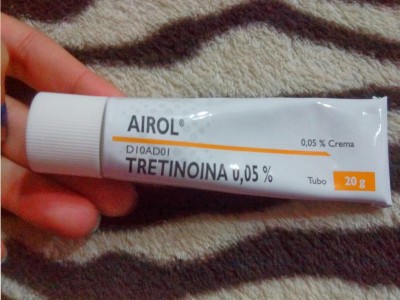 AIROL®
0,05 % Crema
D10AD01
TRETINOINA 0,05 %
Tubo 20 g